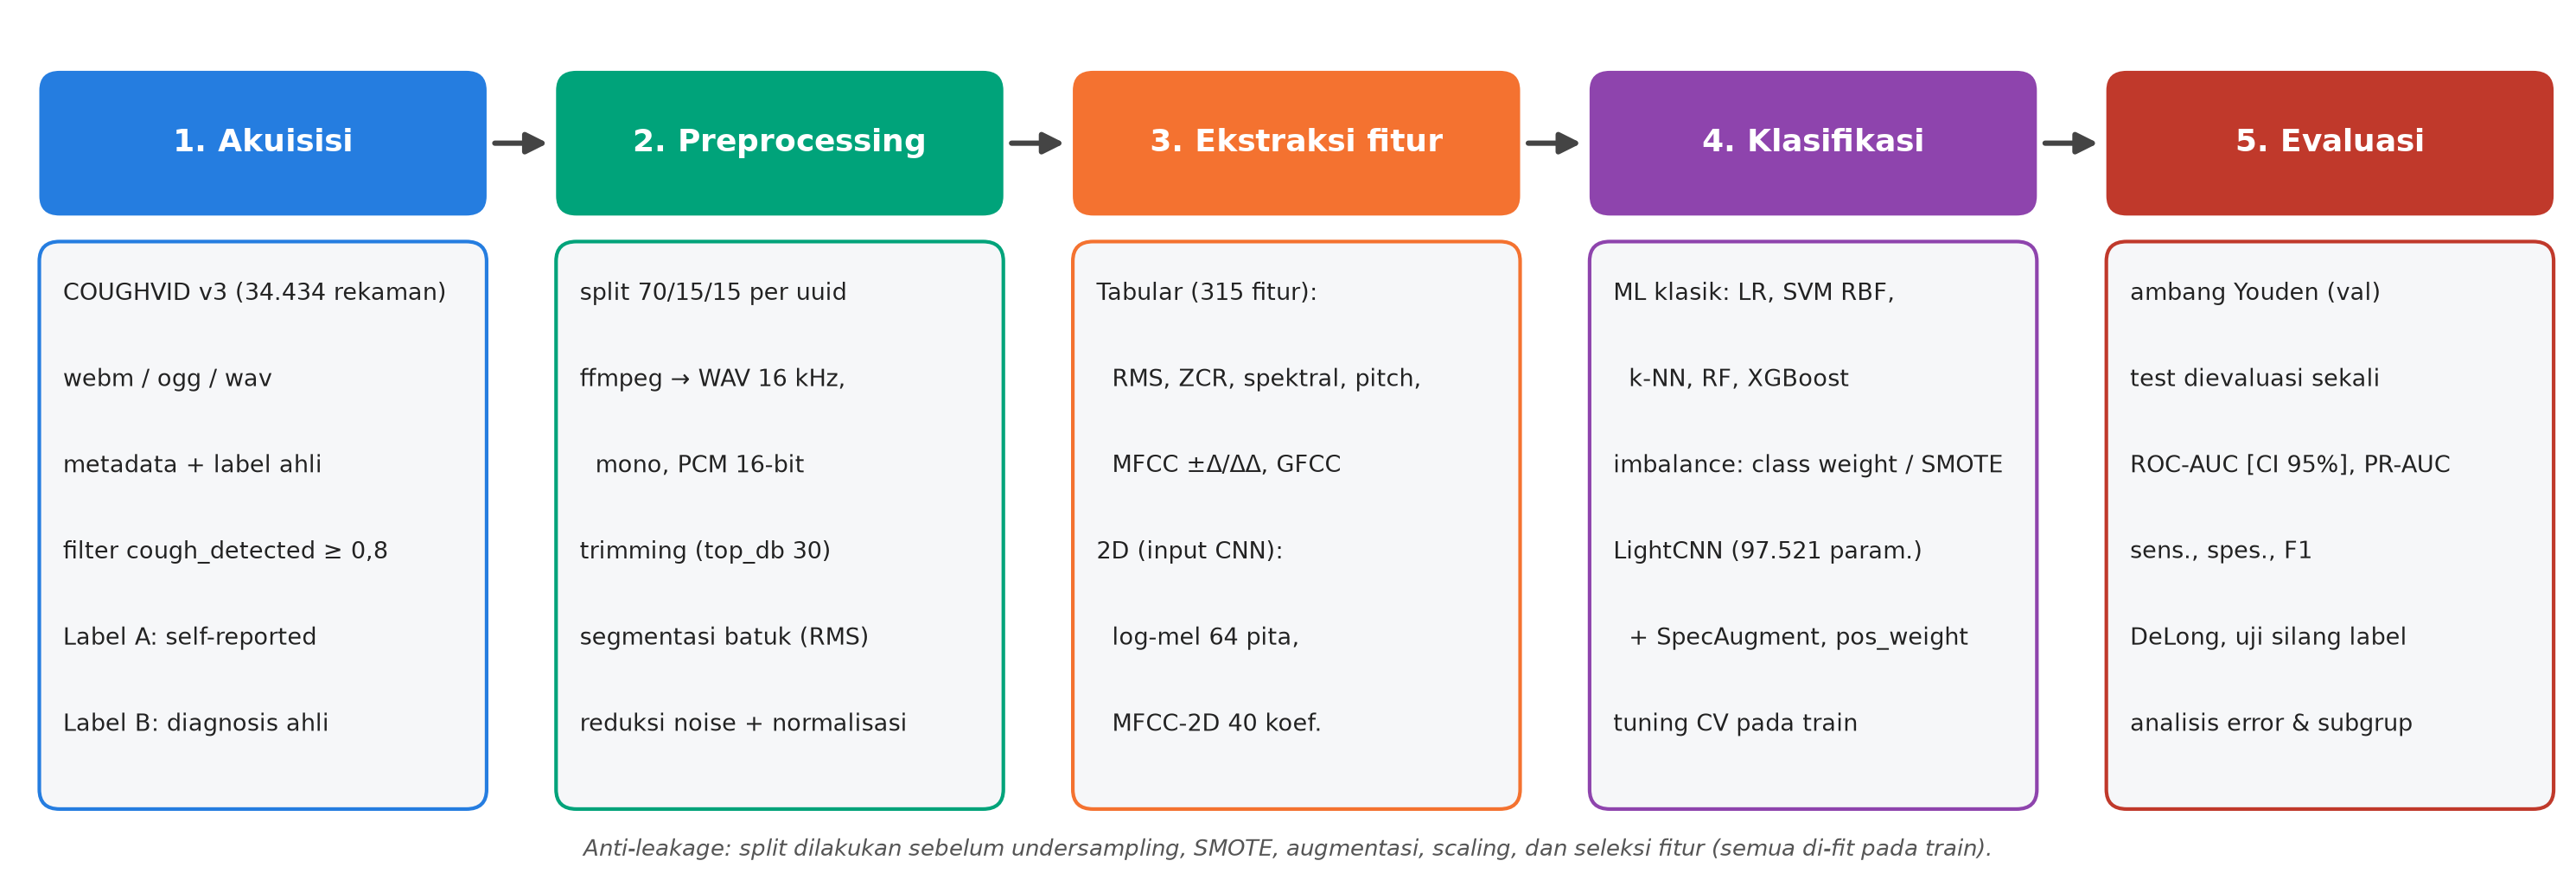 1. Akuisisi
COUGHVID v3 (34.434 rekaman)
webm / ogg / wav
metadata + label ahli
filter cough_detected ≥ 0,8
Label A: self-reported
Label B: diagnosis ahli
2. Preprocessing
split 70/15/15 per uuid
ffmpeg → WAV 16 kHz,
mono, PCM 16-bit
trimming (top_db 30)
segmentasi batuk (RMS)
reduksi noise + normalisasi
3. Ekstraksi fitur
Tabular (315 fitur):
RMS, ZCR, spektral, pitch,
MFCC ±Δ/ΔΔ, GFCC
2D (input CNN):
log-mel 64 pita,
MFCC-2D 40 koef.
4. Klasifikasi
ML klasik: LR, SVM RBF,
k-NN, RF, XGBoost
imbalance: class weight / SMOTE
LightCNN (97.521 param.)
+ SpecAugment, pos_weight
tuning CV pada train
5. Evaluasi
ambang Youden (val)
test dievaluasi sekali
ROC-AUC [CI 95%], PR-AUC
sens., spes., F1
DeLong, uji silang label
analisis error & subgrup
Anti-leakage: split dilakukan sebelum undersampling, SMOTE, augmentasi, scaling, dan seleksi fitur (semua di-fit pada train).